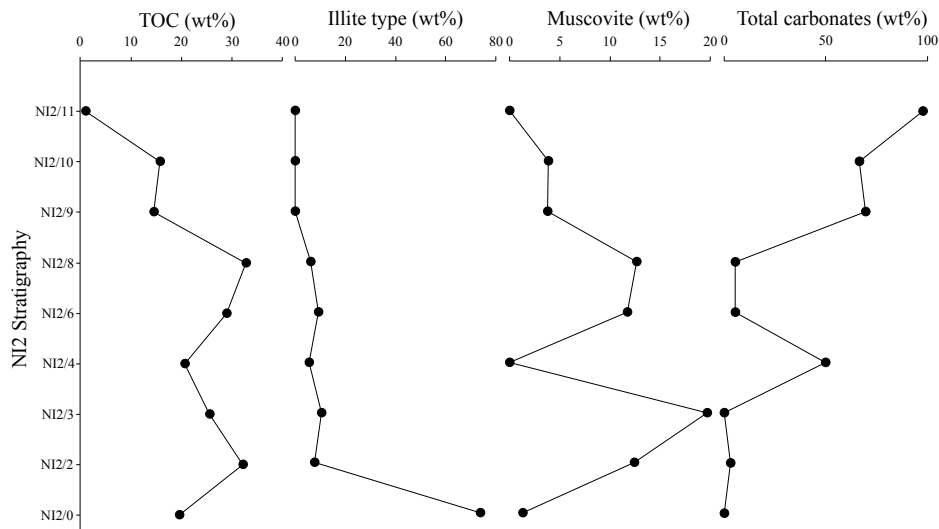 TOC (wt%) Illite type (wt%) Muscovite (wt%) Total carbonates (wt%)
0 10 20 30 40 0 20 40 60 80 0 5 10 15 20 0 50 100
NI2/11
NI2/10
NI2/9
NI2/8
NI2/6
NI2/4
NI2/3
NI2/2
NI2/0
NI2 Stratigraphy